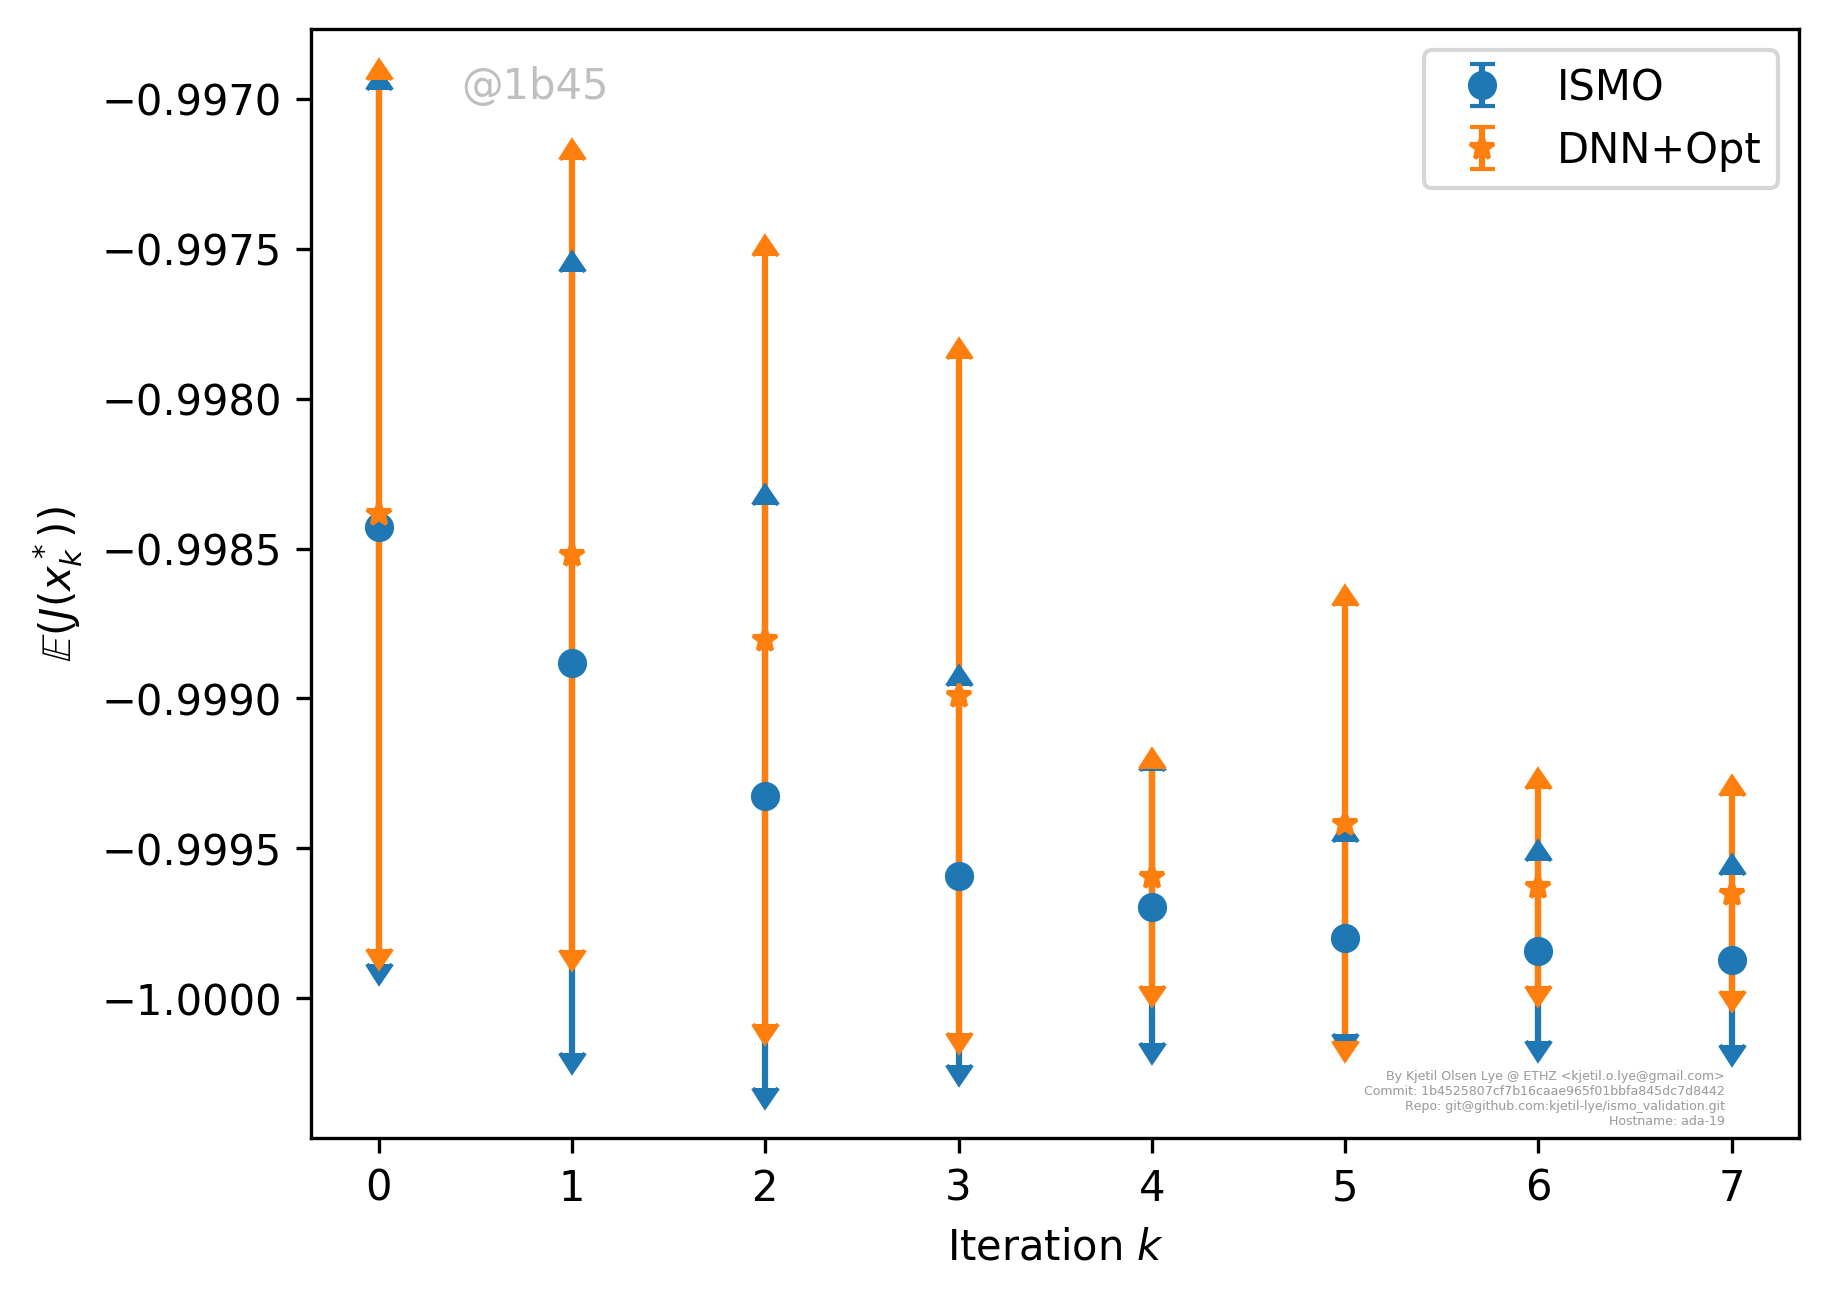 @1b45
ISMO
DNN+Opt
−0.9970
−0.9975
−0.9980
−0.9985
−0.9990
−0.9995
−1.0000
𝔼(J(x*k))
By Kjetil Olsen Lye @ ETHZ <kjetil.o.lye@gmail.com>
Commit: 1b4525807cf7b16caae965f01bbfa845dc7d8442
Repo: git@github.com:kjetil-lye/ismo_validation.git
Hostname: ada-19
0 1 2 3 4 5 6 7
Iteration k